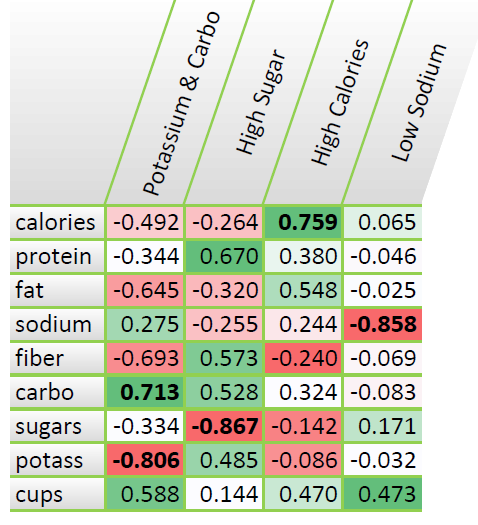 Potassium & Carbo
High Sugar
High Calories
Low Sodium
calories -0.492 -0.264 0.759 0.065
protein -0.344 0.670 0.380 -0.046
fat -0.645 -0.320 0.548 -0.025
sodium 0.275 -0.255 0.244 -0.858
fiber -0.693 0.573 -0.240 -0.069
carbo 0.713 0.528 0.324 -0.083
sugars -0.334 -0.867 -0.142 0.171
potass -0.806 0.485 -0.086 -0.032
cups 0.588 0.144 0.470 0.473